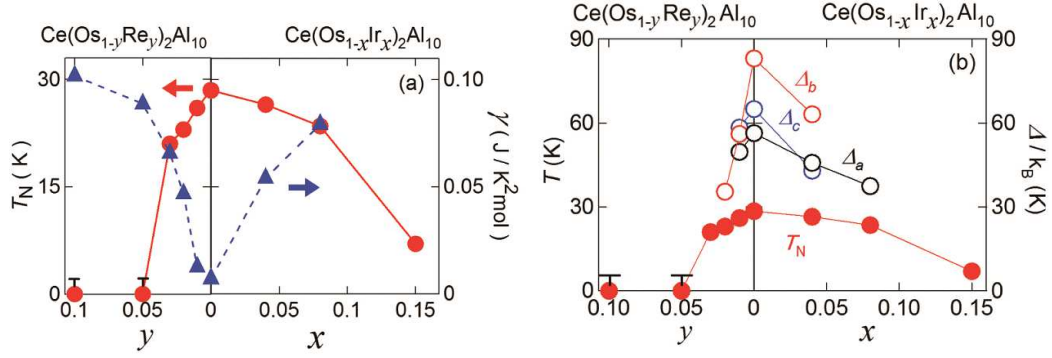 Ce(Os1-yRey)2Al10 Ce(Os1-xIrx)2Al10
(a)
30
15
0
TN ( K )
0.10
0.05
0
γ ( J / K2mol )
0.1 0.05 0 0.05 0.10 0.15
y x
Ce(Os1-yRey)2Al10 Ce(Os1-xIrx)2Al10
(b)
90
60
30
0
T (K)
Δb
Δc
Δa
TN
90
60
30
0
Δ / kB (K)
0.10 0.05 0 0.05 0.10 0.15
y x